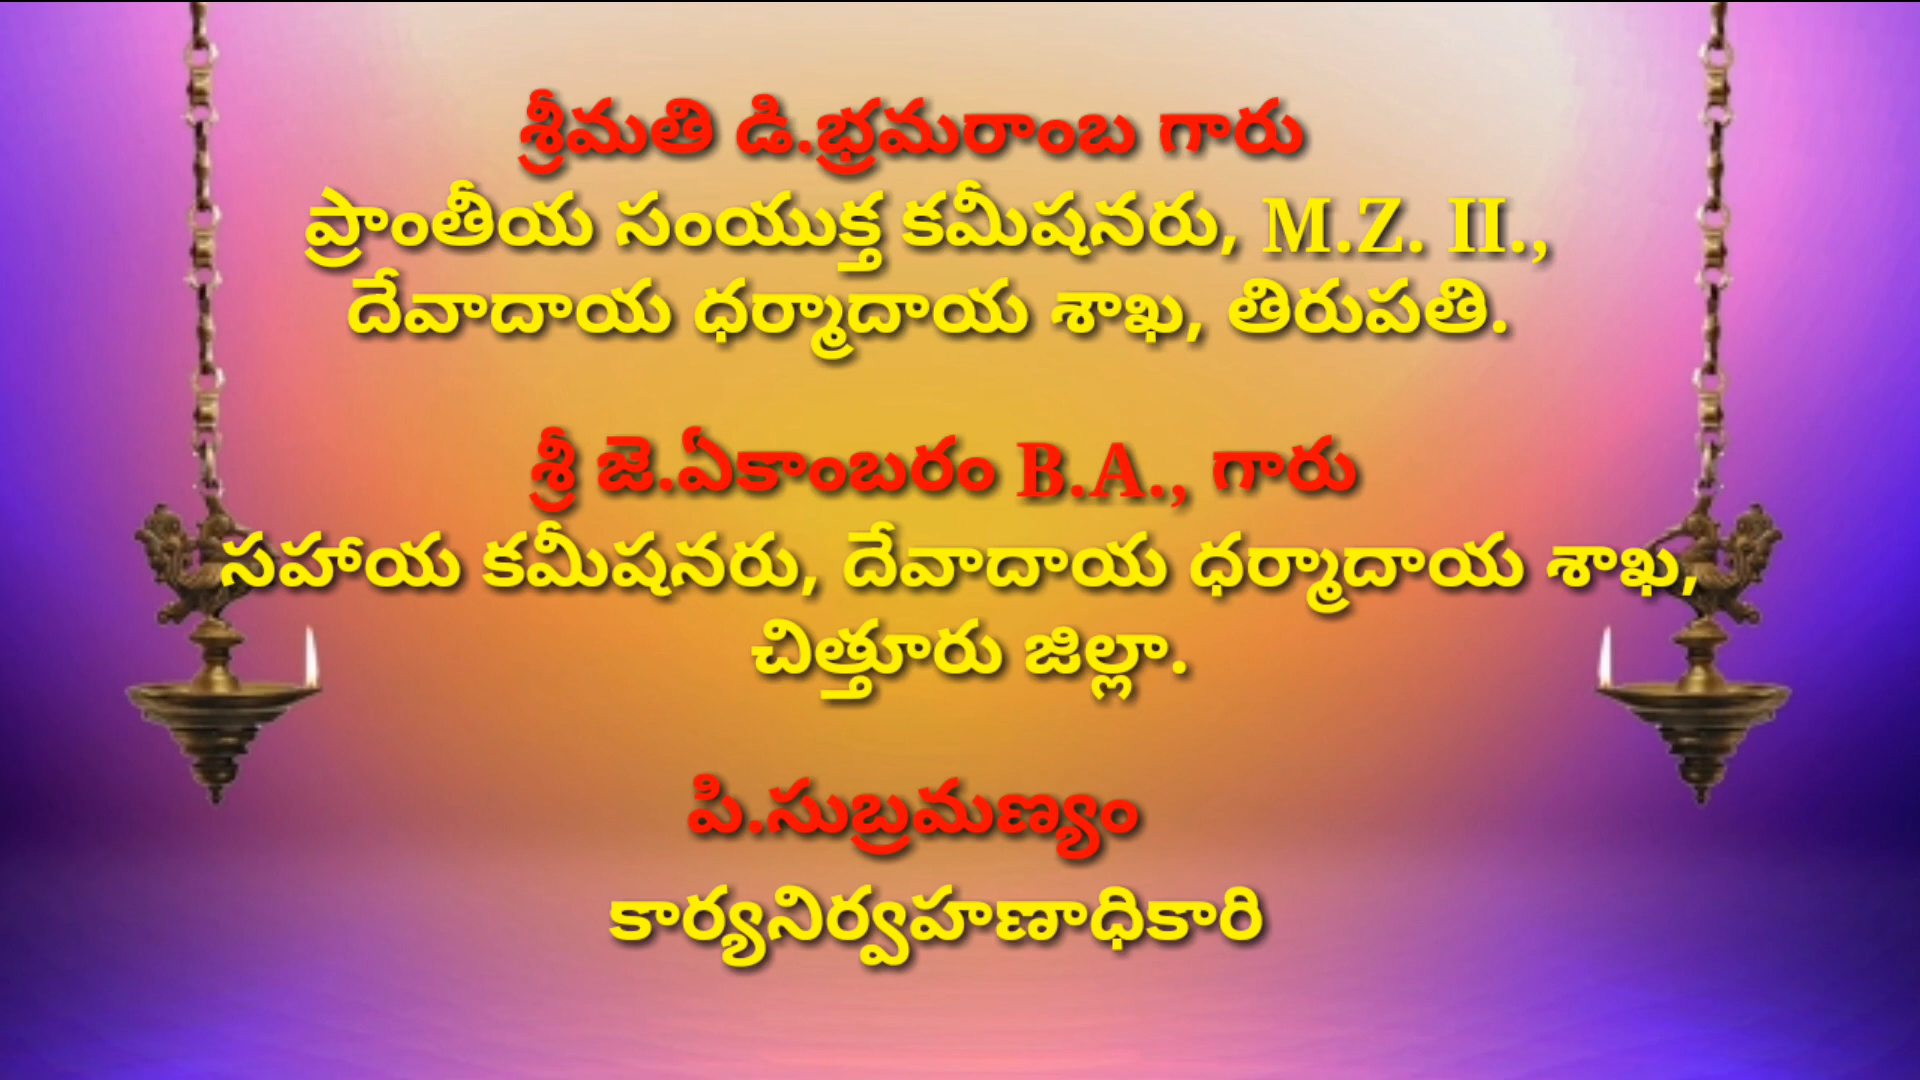 శ్రీమతి డి.భ్రమరాంబ గారు
ప్రాంతీయ సంయుక్త కమీషనరు, M.Z. II.,
దేవాదాయ ధర్మాదాయ శాఖ, తిరుపతి.
శ్రీ జె.ఏకాంబరం B.A., గారు
సహాయ కమీషనరు, దేవాదాయ ధర్మాదాయ శాఖ,
చిత్తూరు జిల్లా.
పి.సుబ్రమణ్యం
కార్యనిర్వహణాధికారి